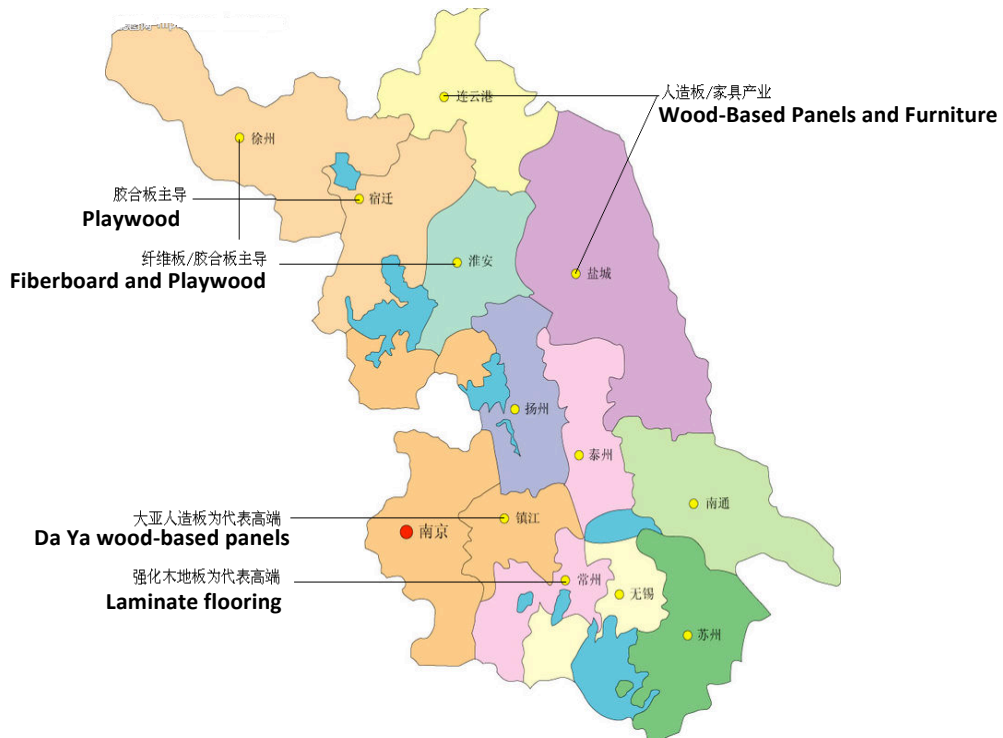 连云港
人造板/家具产业
Wood-Based Panels and Furniture
徐州
胶合板主导
宿迁
Playwood
纤维板/胶合板主导
淮安
Fiberboard and Playwood
盐城
扬州
泰州
南通
大亚人造板为代表高端
镇江
Da Ya wood-based panels
南京
强化木地板为代表高端
常州
Laminate flooring
无锡
苏州